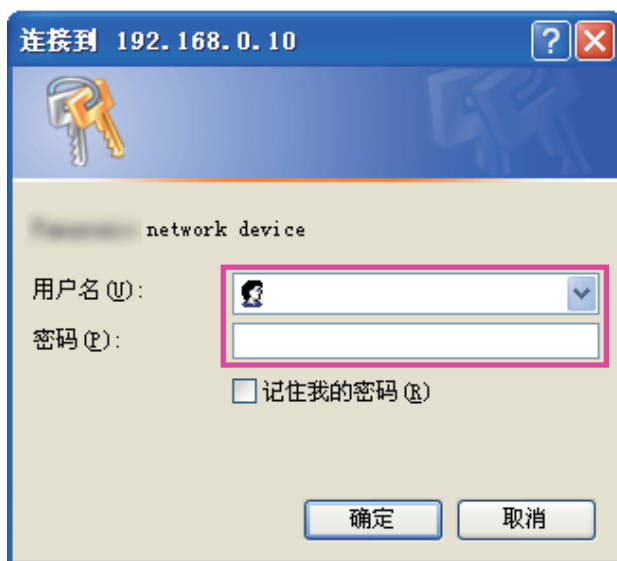 连接到 192.168.0.10
network device
用户名(U):
密码(P):
记住我的密码(R)
确定
取消